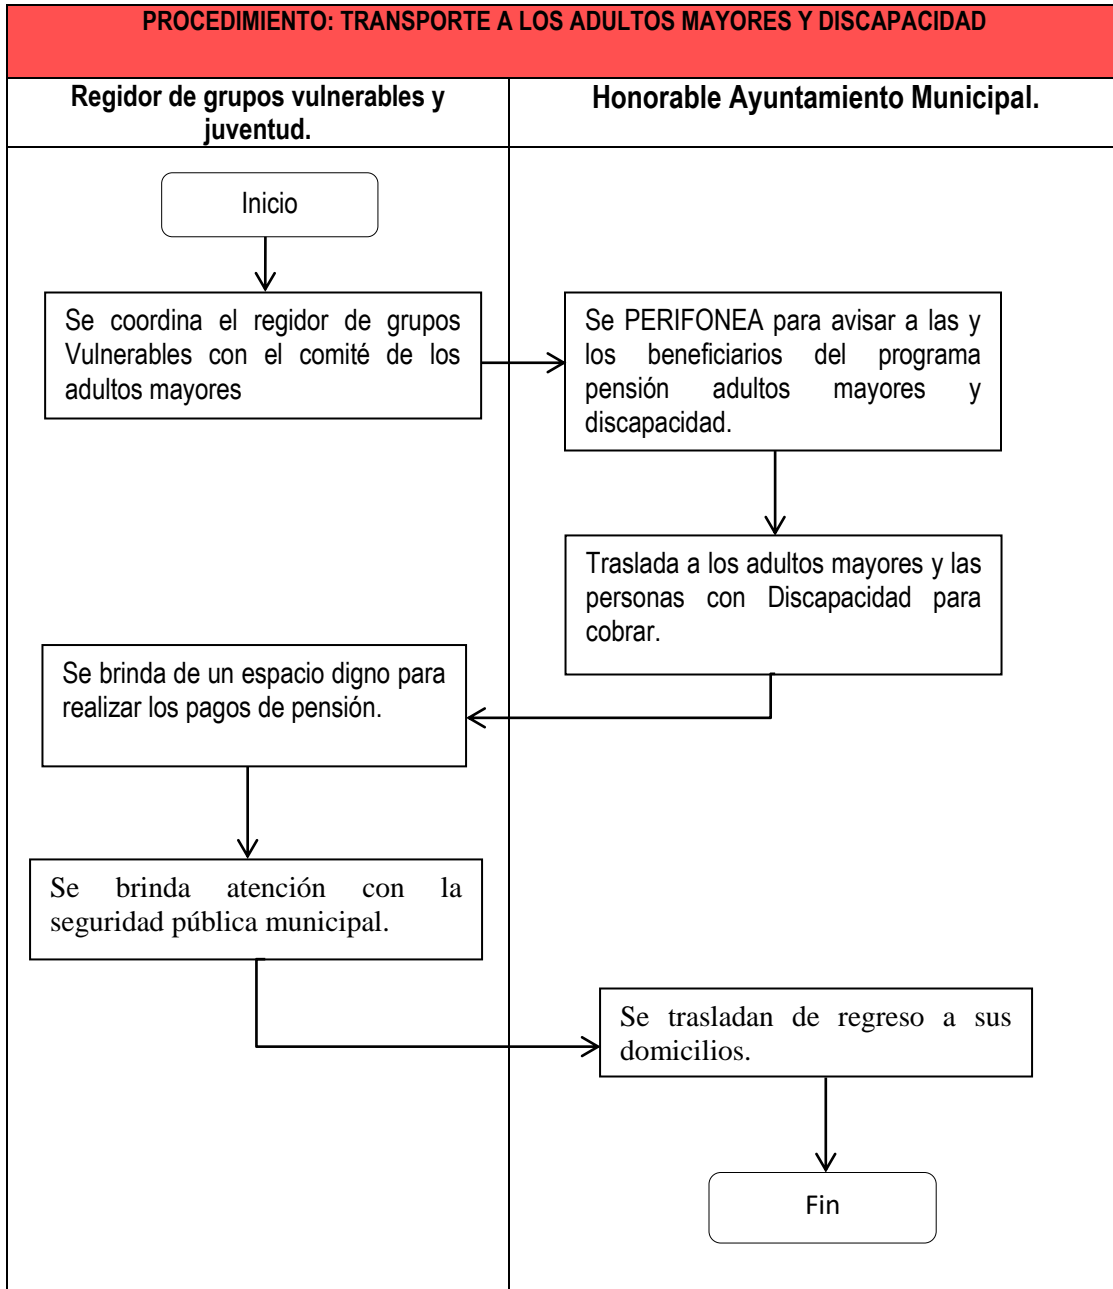 PROCEDIMIENTO: TRANSPORTE A LOS ADULTOS MAYORES Y DISCAPACIDAD
Regidor de grupos vulnerables y
juventud.
Honorable Ayuntamiento Municipal.
Inicio
Se coordina el regidor de grupos
Vulnerables con el comité de los
adultos mayores
Se PERIFONEA para avisar a las y
los beneficiarios del programa
pensión adultos mayores y
discapacidad.
Traslada a los adultos mayores y las
personas con Discapacidad para
cobrar.
Se brinda de un espacio digno para
realizar los pagos de pensión.
Se brinda atención con la
seguridad pública municipal.
Se trasladan de regreso a sus
domicilios.
Fin